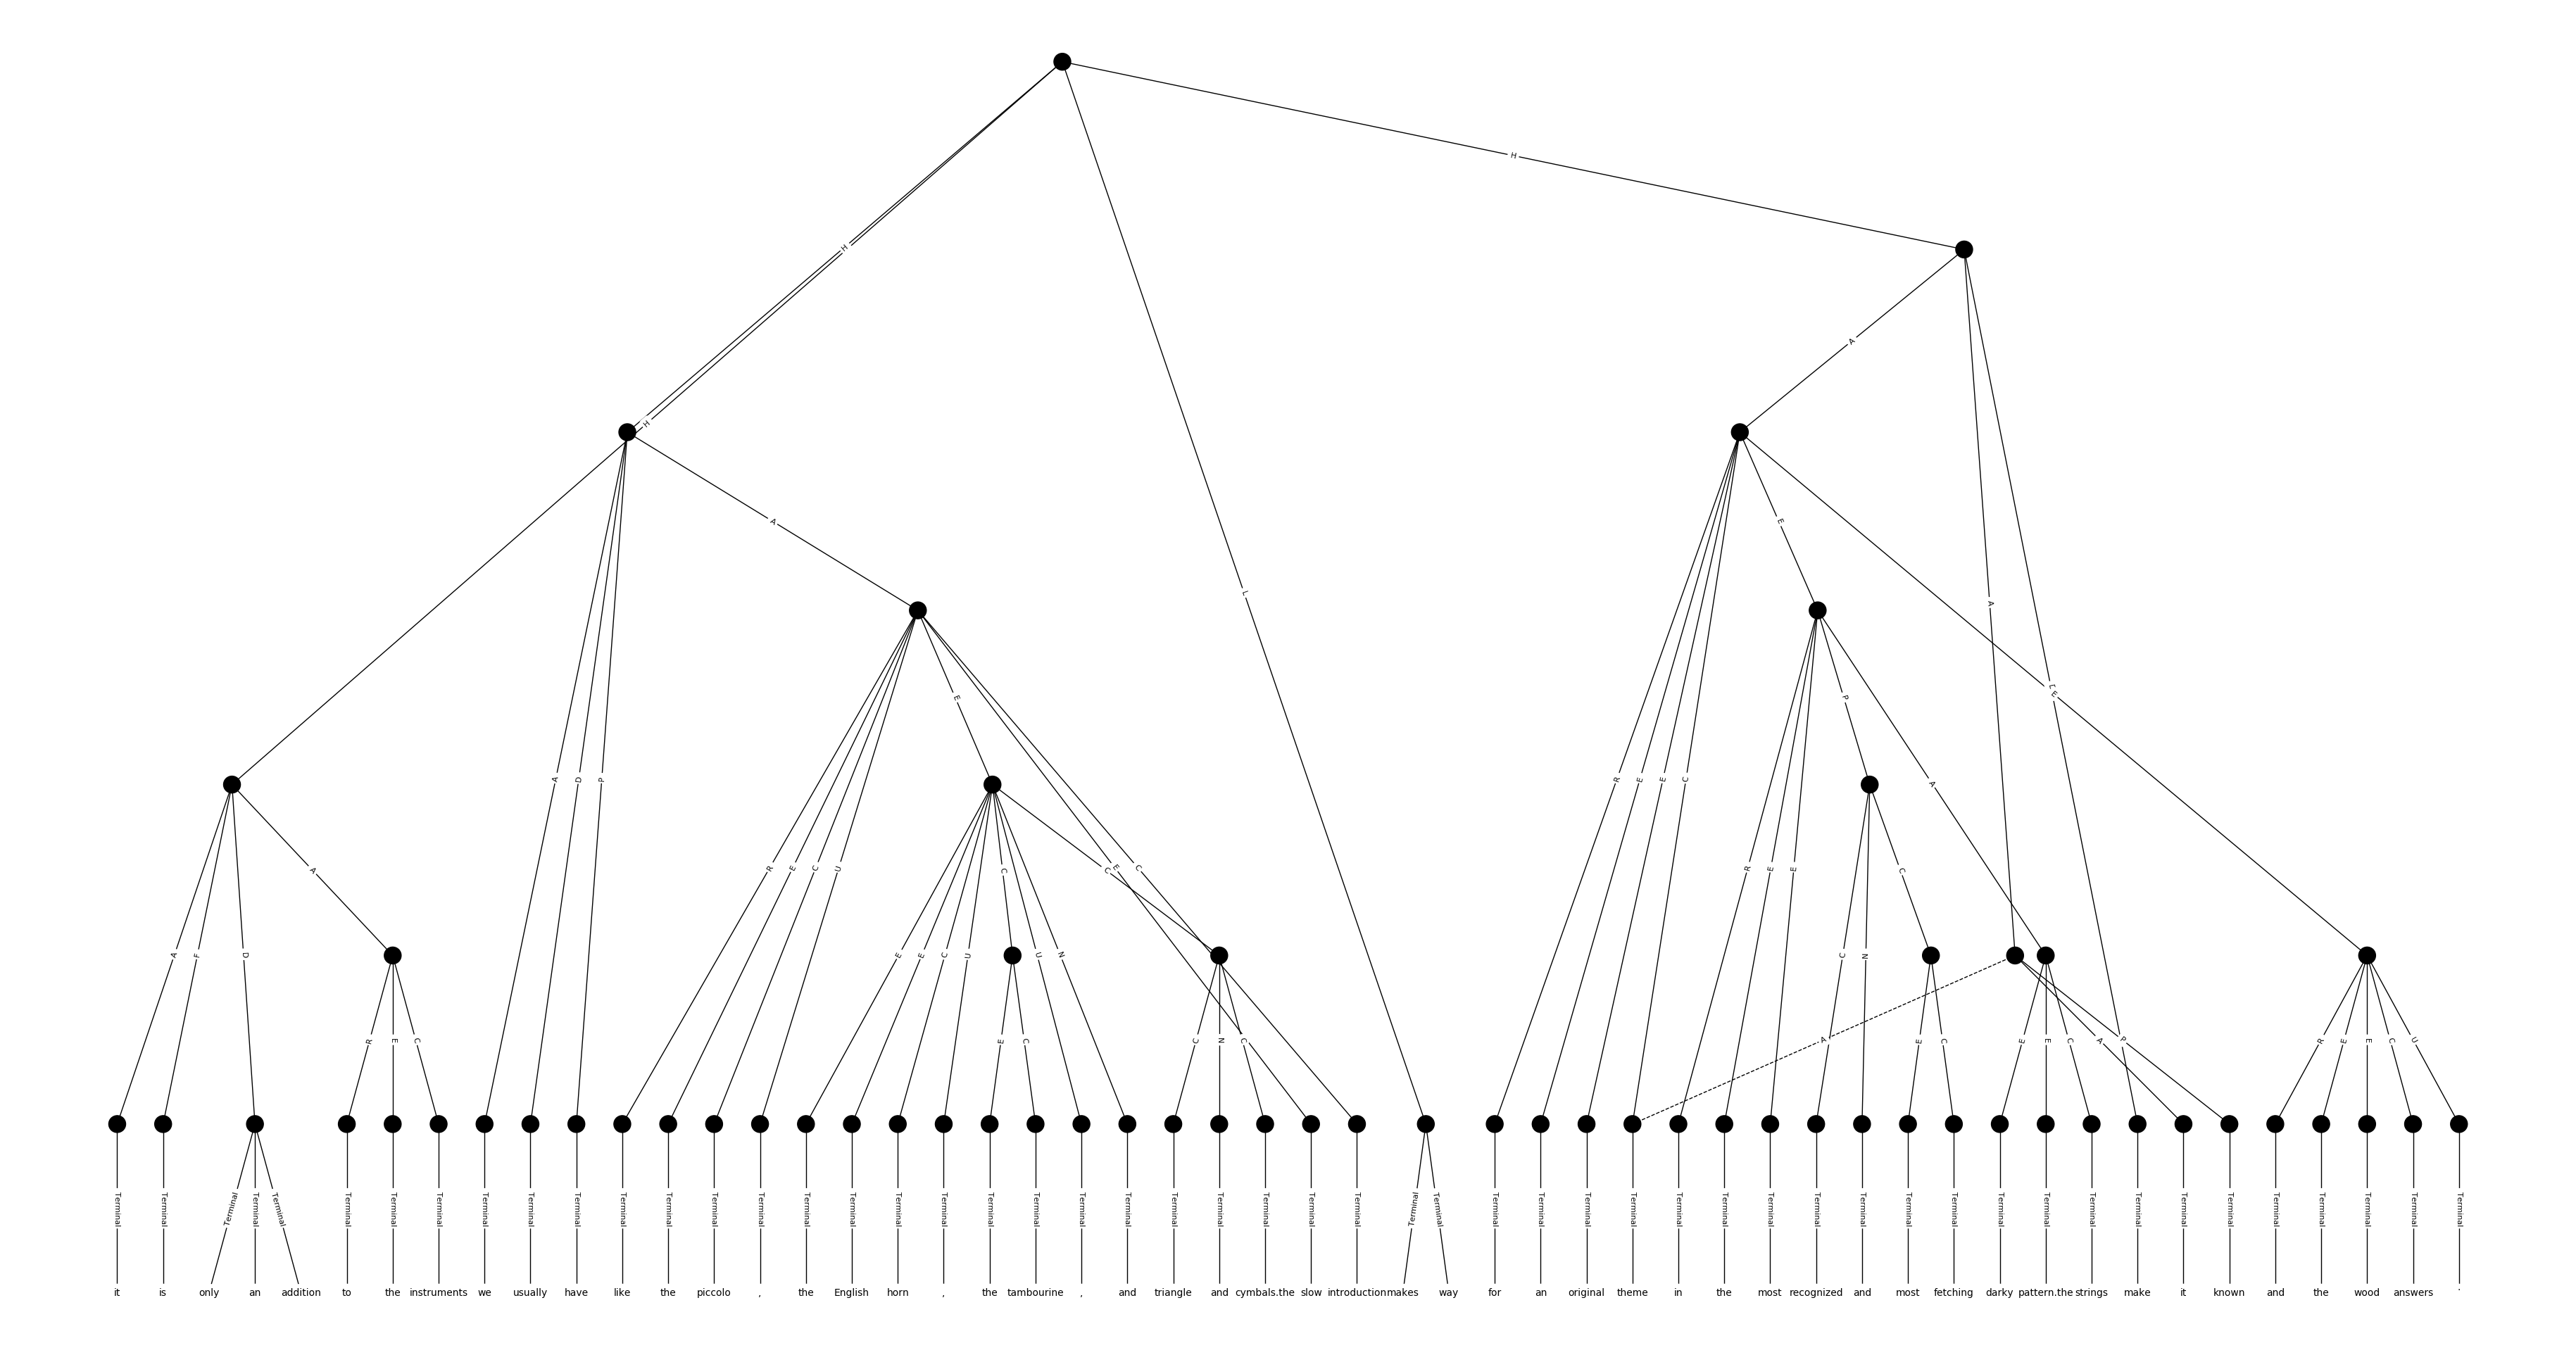 H
H
A
H
A
E
A
L
A
E
L
E
A D P
R E E C
P
A
E
R E C U
C E C
A
R E E
C
A F D
E E C U C U N
C N
R E C
E C
C N C
A
E C
E E C
A P
R E E C U
Terminal Terminal Terminal Terminal Terminal Terminal Terminal Terminal Terminal Terminal Terminal Terminal Terminal Terminal Terminal Terminal Terminal Terminal Terminal Terminal Terminal Terminal Terminal Terminal Terminal Terminal Terminal Terminal Terminal Terminal Terminal Terminal Terminal Terminal Terminal Terminal Terminal Terminal Terminal Terminal Terminal Terminal Terminal Terminal Terminal Terminal Terminal Terminal Terminal Terminal Terminal Terminal
it is only an addition to the instruments we usually have like the piccolo , the English horn , the tambourine , and triangle and cymbals.the slow introduction makes way for an original theme in the most recognized and most fetching darky pattern.the strings make it known and the wood answers .